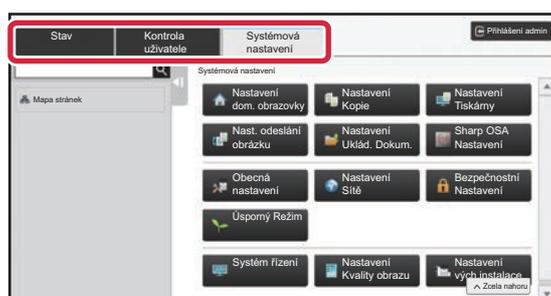 Stav
Kontrola
uživatele
Systémová
nastavení
Přihlášení admin
Systémová nastavení
Mapa stránek
Nastavení
dom. obrazovky
Nastavení
Kopie
Nastavení
Tiskárny
Nast. odeslání
obrázku
Nastavení
Uklád. Dokum.
Sharp OSA
Nastavení
Obecná
nastavení
Nastavení
Sítě
Bezpečnostní
Nastavení
Úsporný Režim
Systém řízení
Nastavení
Kvality obrazu
Nastavení
vých instalace
Zcela nahoru